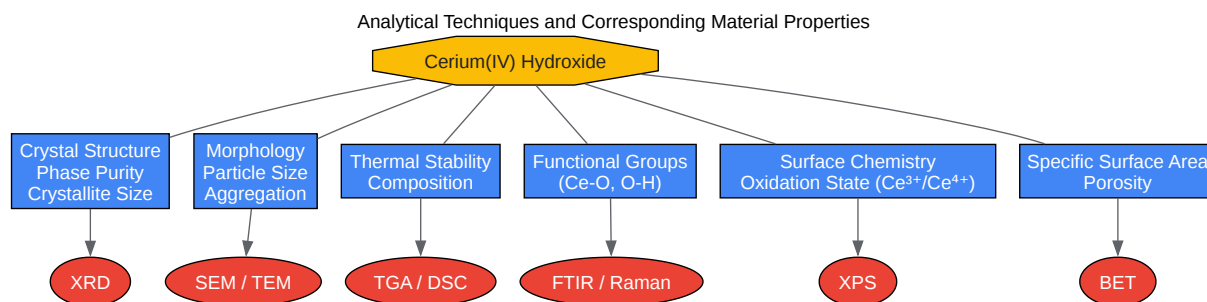 Analytical Techniques and Corresponding Material Properties
Cerium(IV) Hydroxide
Crystal Structure
Phase Purity
Crystallite Size
Morphology
Particle Size
Aggregation
Thermal Stability
Composition
Functional Groups
(Ce-O, O-H)
Surface Chemistry
Oxidation State (Ce³⁺/Ce⁴⁺)
Specific Surface Area
Porosity
XRD
SEM / TEM
TGA / DSC
FTIR / Raman
XPS
BET